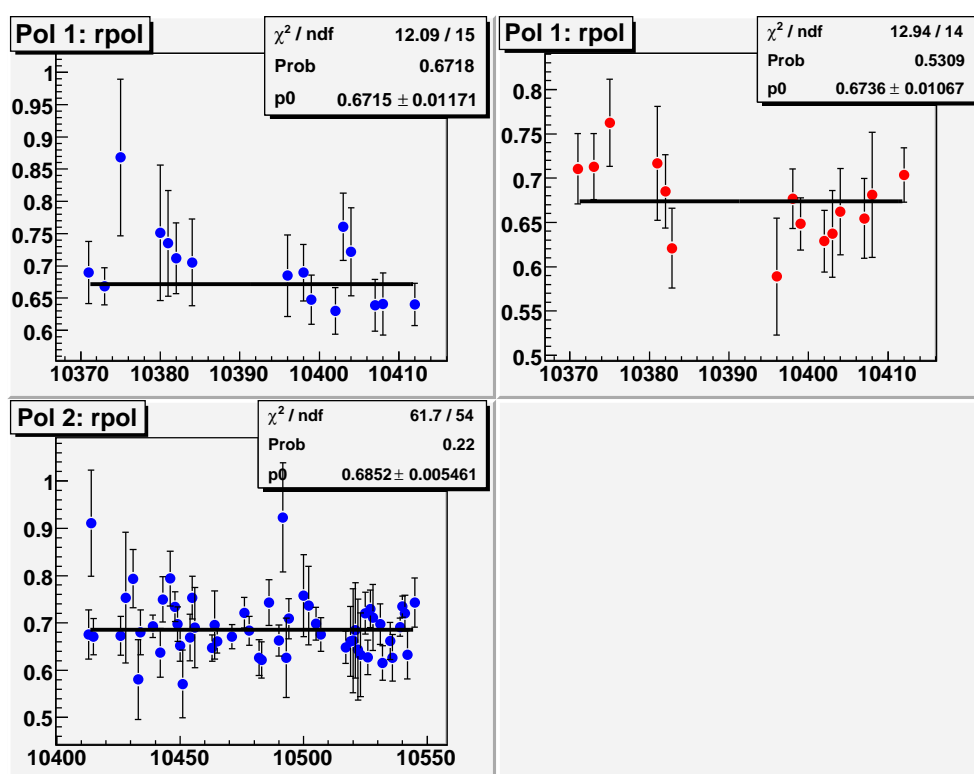 Pol 1: rpol
χ² / ndf 12.09 / 15
Prob 0.6718
p0 0.6715 ± 0.01171
1
0.95
0.9
0.85
0.8
0.75
0.7
0.65
0.6
10370 10380 10390 10400 10410
Pol 1: rpol
χ² / ndf 12.94 / 14
Prob 0.5309
p0 0.6736 ± 0.01067
0.8
0.75
0.7
0.65
0.6
0.55
0.5
10370 10380 10390 10400 10410
Pol 2: rpol
χ² / ndf 61.7 / 54
Prob 0.22
p0 0.6852 ± 0.005461
1
0.9
0.8
0.7
0.6
0.5
10400 10450 10500 10550